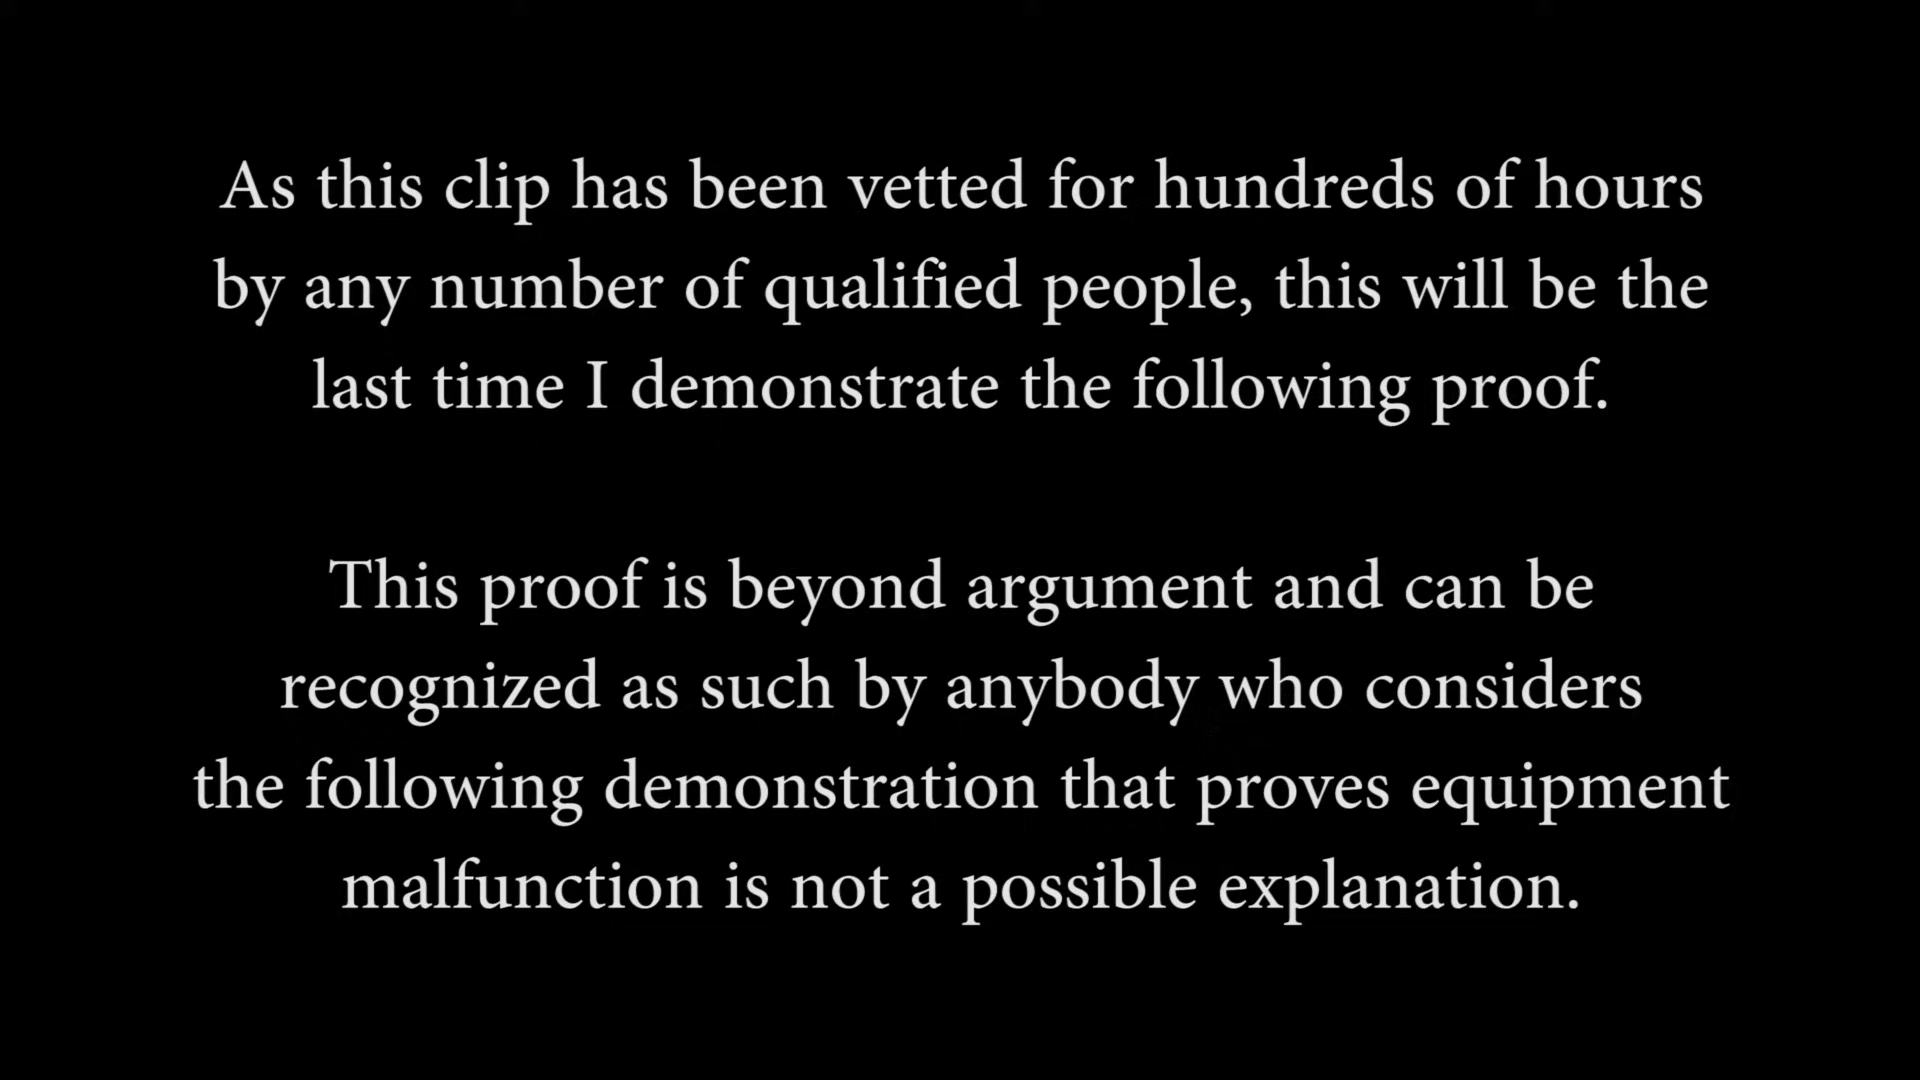 As this clip has been vetted for hundreds of hours
by any number of qualified people, this will be the
last time I demonstrate the following proof.
This proof is beyond argument and can be
recognized as such by anybody who considers
the following demonstration that proves equipment
malfunction is not a possible explanation.